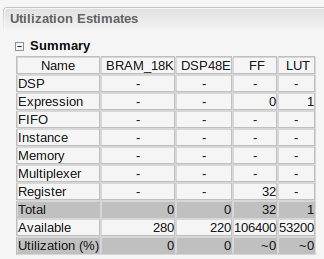 Utilization Estimates
Summary
Name BRAM_18K DSP48E FF LUT
DSP - - - -
Expression - - 0 1
FIFO - - - -
Instance - - - -
Memory - - - -
Multiplexer - - - -
Register - - 32 -
Total 0 0 32 1
Available 280 220 106400 53200
Utilization (%) 0 0 ~0 ~0